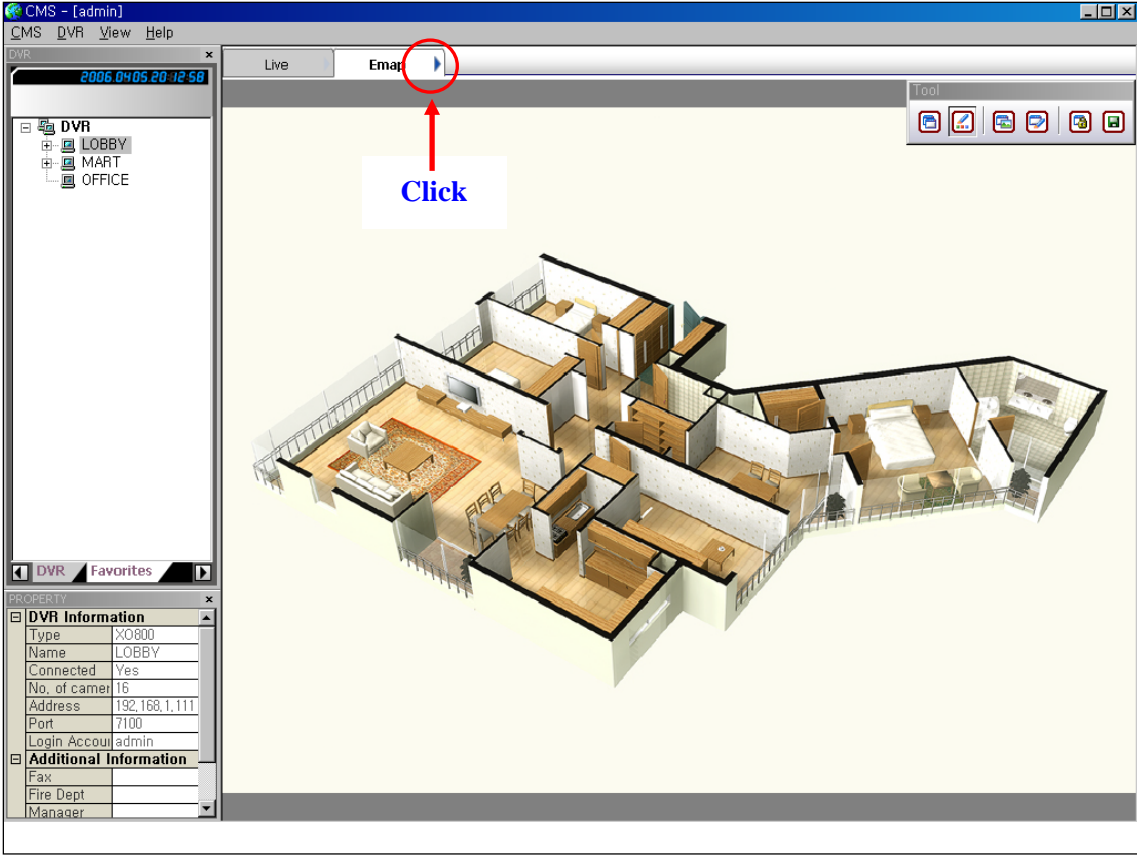 CMS - [admin]
CMS DVR View Help
DVR
2006.0405.20:12:58
DVR
LOBBY
MART
OFFICE
DVR Favorites
PROPERTY
DVR Information
Type XO800
Name LOBBY
Connected Yes
No, of camer 16
Address 192,168,1,111
Port 7100
Login Accou admin
Additional Information
Fax
Fire Dept
Manager
Live Emap
Click
Tool